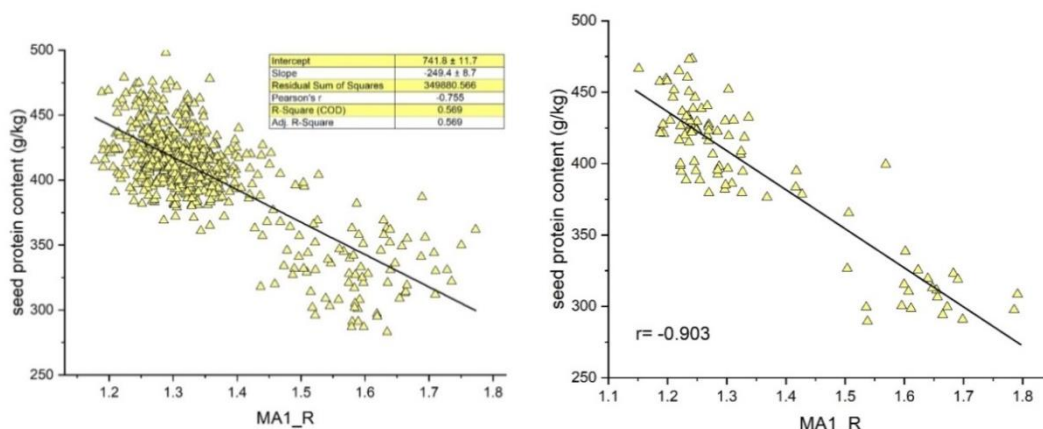 500
450
400
350
300
250
seed protein content (g/kg)
Intercept 741.8 ± 11.7
Slope -249.4 ± 8.7
Residual Sum of Squares 349880.566
Pearson's r -0.755
R-Square (COD) 0.569
Adj. R-Square 0.569
1.2 1.3 1.4 1.5 1.6 1.7 1.8
MA1_R
500
450
400
350
300
250
seed protein content (g/kg)
r= -0.903
1.1 1.2 1.3 1.4 1.5 1.6 1.7 1.8
MA1_R